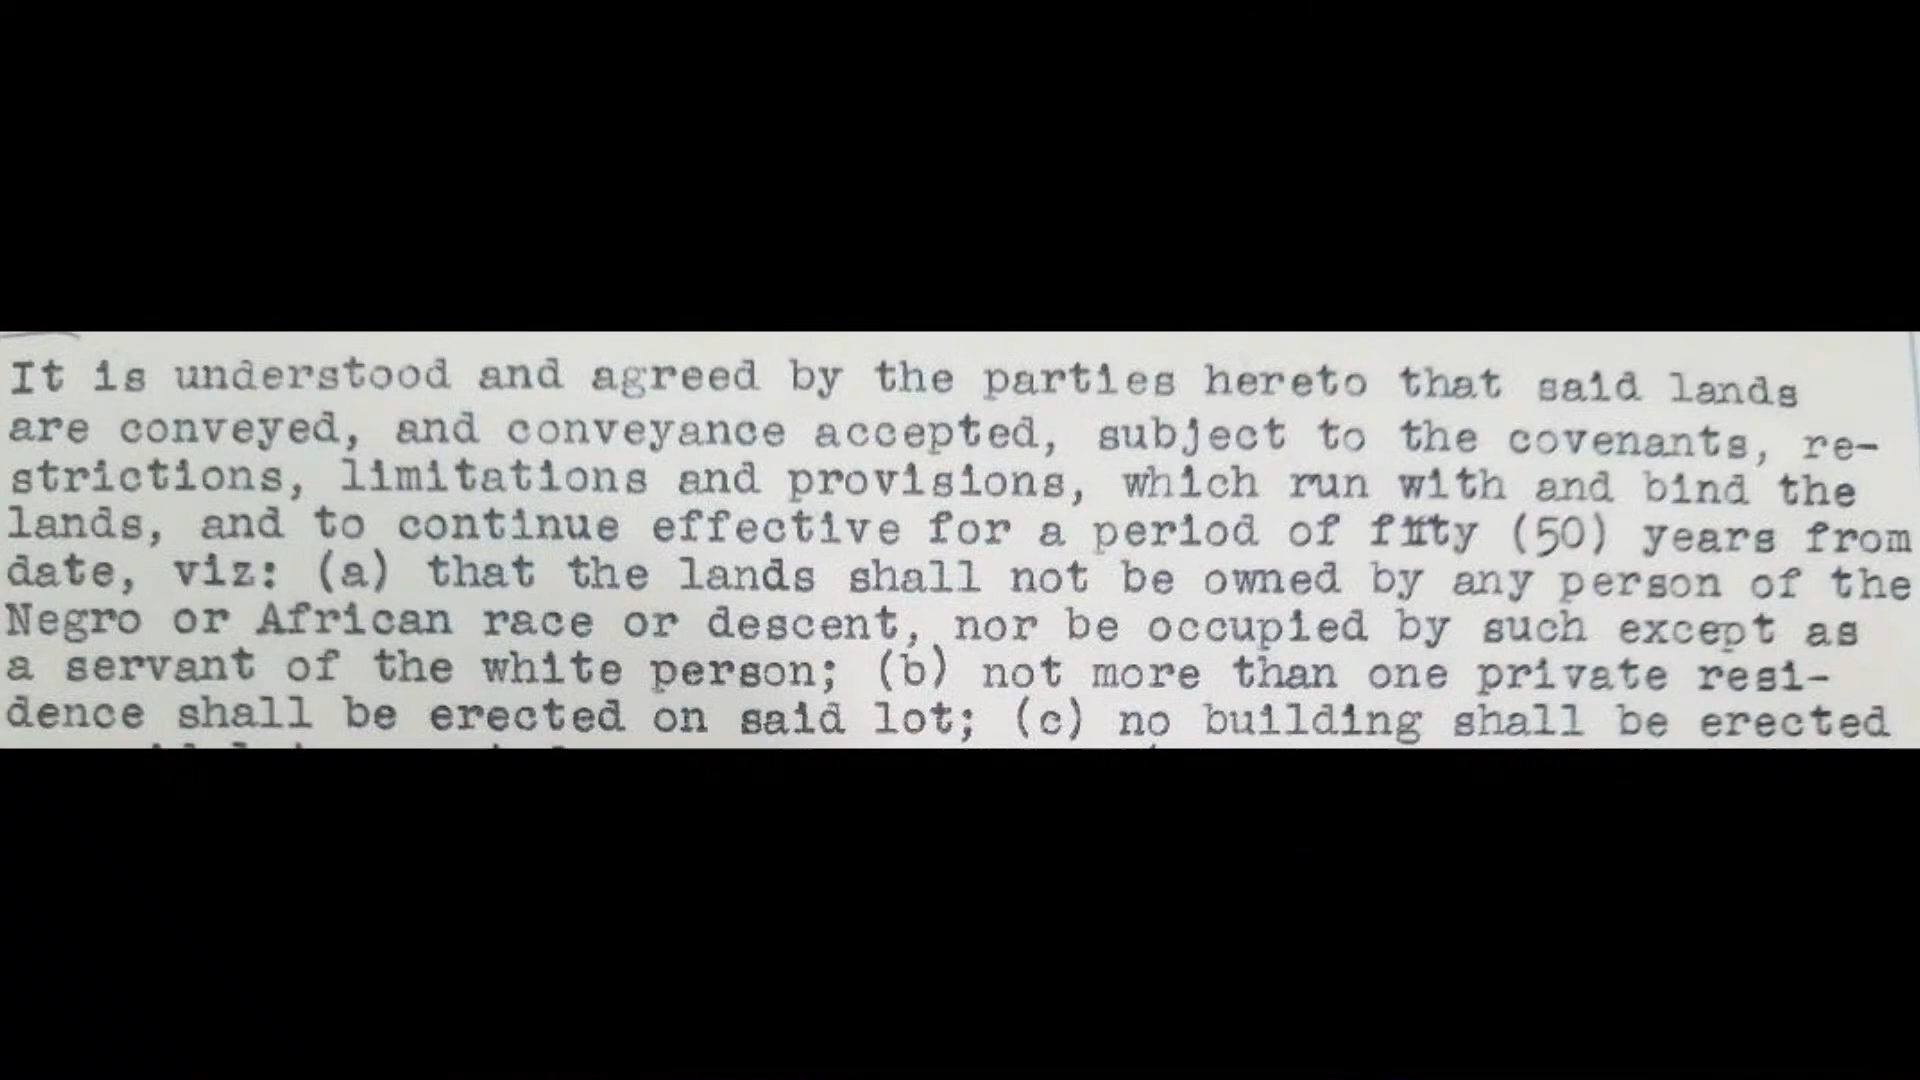 It is understood and agreed by the parties hereto that said lands
are conveyed, and conveyance accepted, subject to the covenants, re-
strictions, limitations and provisions, which run with and bind the
lands, and to continue effective for a period of fifty (50) years from
date, viz: (a) that the lands shall not be owned by any person of the
Negro or African race or descent, nor be occupied by such except as
a servant of the white person; (b) not more than one private resi-
dence shall be erected on said lot; (c) no building shall be erected